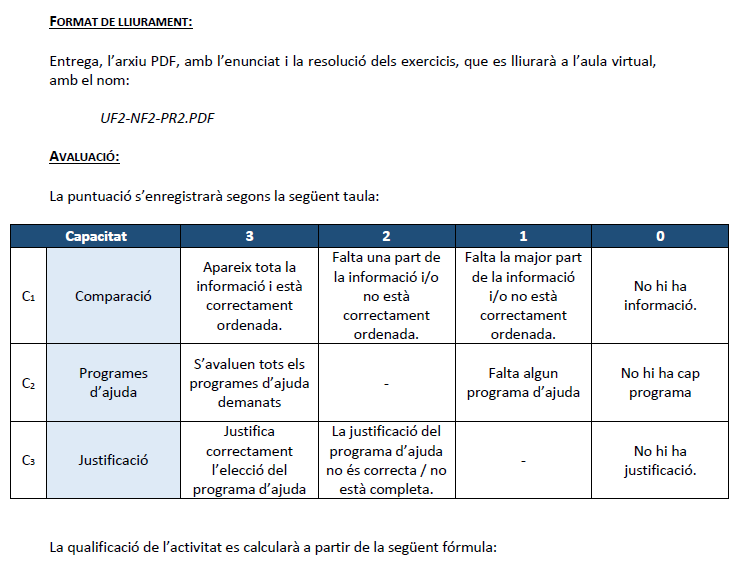 FORMAT DE LLIURAMENT:
Entrega, l’arxiu PDF, amb l’enunciat i la resolució dels exercicis, que es lliurarà a l’aula virtual,
amb el nom:
UF2-NF2-PR2.PDF
AVALUACIÓ:
La puntuació s’enregistrarà segons la següent taula:
Capacitat 3 2 1 0
C1 Comparació
Apareix tota la
informació i està
correctament
ordenada.
Falta una part de
la informació i/o
no està
correctament
ordenada.
Falta la major part
de la informació
i/o no està
correctament
ordenada.
No hi ha
informació.
C2
Programes
d’ajuda
S’avaluen tots els
programes d’ajuda
demanats
-
Falta algun
programa d’ajuda
No hi ha cap
programa
C3 Justificació
Justifica
correctament
l’elecció del
programa d’ajuda
La justificació del
programa d’ajuda
no és correcta / no
està completa.
-
No hi ha
justificació.
La qualificació de l’activitat es calcularà a partir de la següent fórmula: